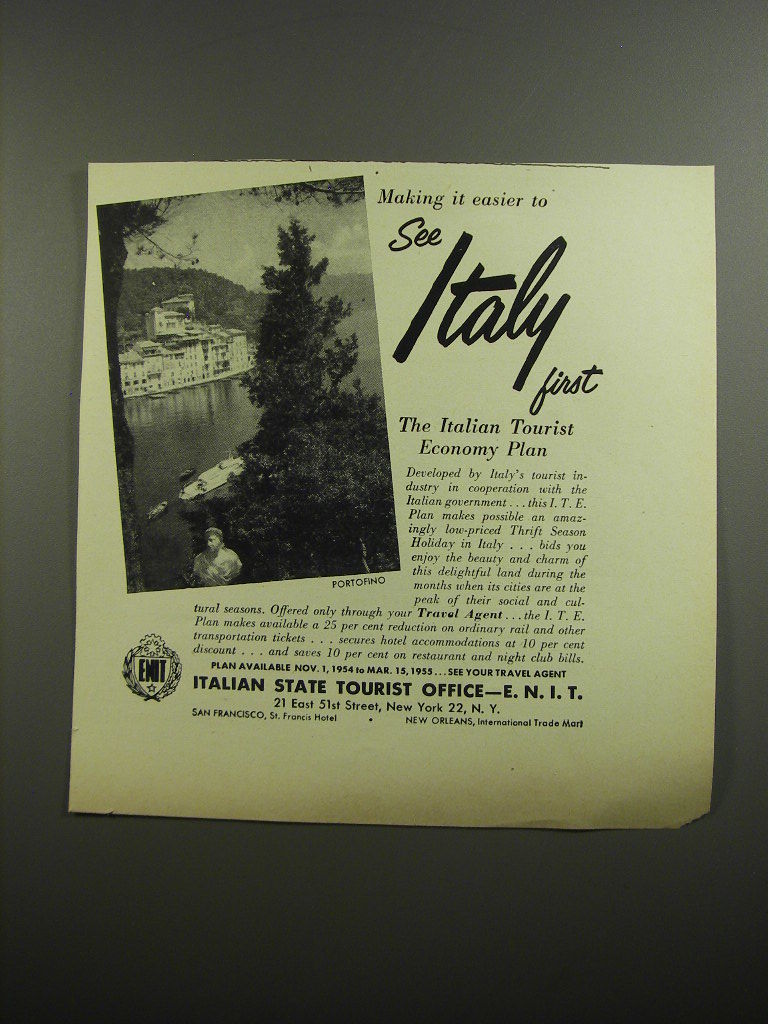 Making it easier to
See
Italy
first
The Italian Tourist
Economy Plan
Developed by Italy's tourist in-
dustry in cooperation with the
Italian government . . . this I. T. E.
Plan makes possible an amaz-
ingly low-priced Thrift Season
Holiday in Italy . . . bids you
enjoy the beauty and charm of
this delightful land during the
months when its cities are at the
peak of their social and cul-
PORTOFINO
tural seasons. Offered only through your Travel Agent . . . the I. T. E.
Plan makes available a 25 per cent reduction on ordinary rail and other
transportation tickets . . . secures hotel accommodations at 10 per cent
discount . . . and saves 10 per cent on restaurant and night club bills.
PLAN AVAILABLE NOV. 1, 1954 to MAR. 15, 1955 . . . SEE YOUR TRAVEL AGENT
ENIT
ITALIAN STATE TOURIST OFFICE—E. N. I. T.
21 East 51st Street, New York 22, N. Y.
SAN FRANCISCO, St. Francis Hotel • NEW ORLEANS, International Trade Mart